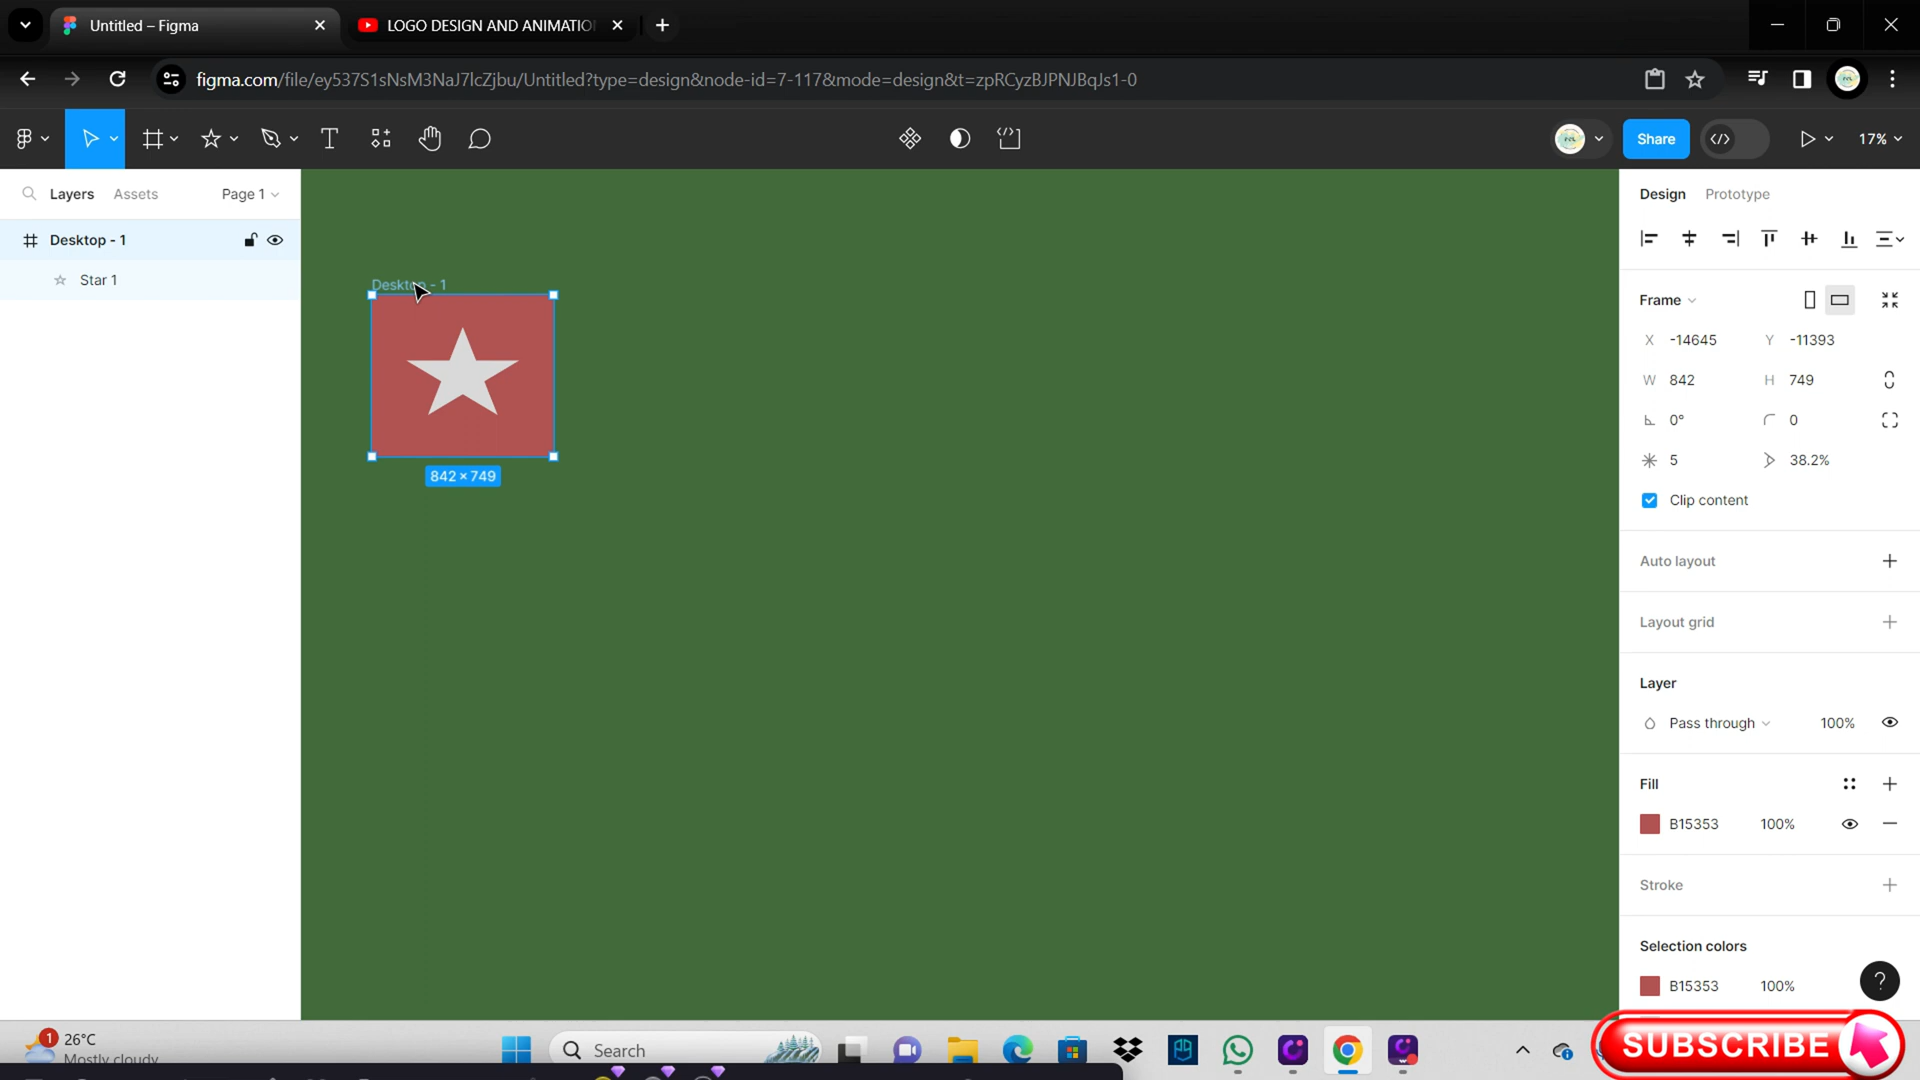 Untitled – Figma
LOGO DESIGN AND ANIMATIO
figma.com/file/ey537S1sNsM3NaJ7lcZjbu/Untitled?type=design&node-id=7-117&mode=design&t=zpRCyzBJPNJBqJs1-0
Share
17%
Layers
Assets
Page 1
Desktop - 1
Star 1
Desktop - 1
842 × 749
Design
Prototype
Frame
X -14645
Y -11393
W 842
H 749
0°
0
5
38.2%
Clip content
Auto layout
Layout grid
Layer
Pass through
100%
Fill
B15353
100%
Stroke
Selection colors
B15353
100%
?
1
26°C
Mostly cloudy
Search
SUBSCRIBE